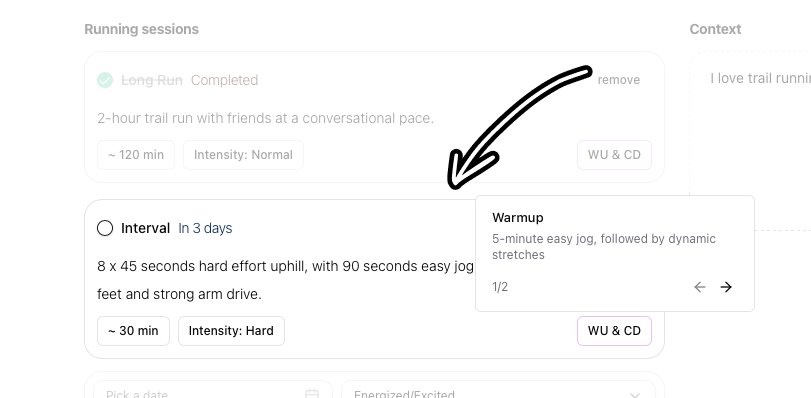 Running sessions
Context
Long Run Completed
remove
I love trail
2-hour trail run with friends at a conversational pace.
~ 120 min
Intensity: Normal
WU & CD
Interval In 3 days
8 x 45 seconds hard effort uphill, with 90 seconds easy jog
feet and strong arm drive.
~ 30 min
Intensity: Hard
WU & CD
Warmup
5-minute easy jog, followed by dynamic
stretches
1/2
Pick a date
Energized/Excited